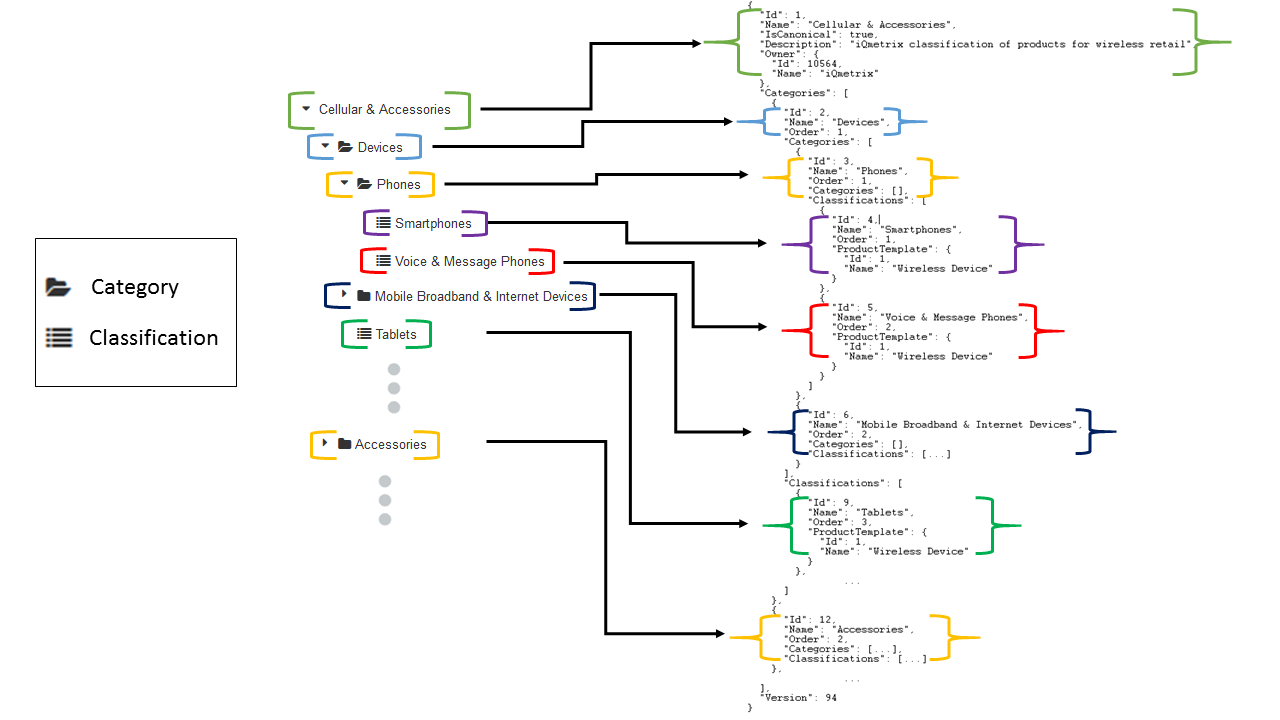 Category
Classification
Cellular & Accessories
Devices
Phones
Smartphones
Voice & Message Phones
Mobile Broadband & Internet Devices
Tablets
Accessories
{
"Id": 1,
"Name": "Cellular & Accessories",
"IsCanonical": true,
"Description": "iQmetrix classification of products for wireless retail",
"Owner": {
"Id": 10564,
"Name": "iQmetrix"
},
"Categories": [
{
"Id": 2,
"Name": "Devices",
"Order": 1,
"Categories": [
{
"Id": 3,
"Name": "Phones",
"Order": 1,
"Categories": [],
"Classifications": [
{
"Id": 4,
"Name": "Smartphones",
"Order": 1,
"ProductTemplate": {
"Id": 1,
"Name": "Wireless Device"
}
},
{
"Id": 5,
"Name": "Voice & Message Phones",
"Order": 2,
"ProductTemplate": {
"Id": 1,
"Name": "Wireless Device"
}
}
]
},
{
"Id": 6,
"Name": "Mobile Broadband & Internet Devices",
"Order": 2,
"Categories": [],
"Classifications": [...]
}
],
"Classifications": [
{
"Id": 9,
"Name": "Tablets",
"Order": 3,
"ProductTemplate": {
"Id": 1,
"Name": "Wireless Device"
}
},
...
]
},
{
"Id": 12,
"Name": "Accessories",
"Order": 2,
"Categories": [...],
"Classifications": [...]
},
...
],
"Version": 94
}